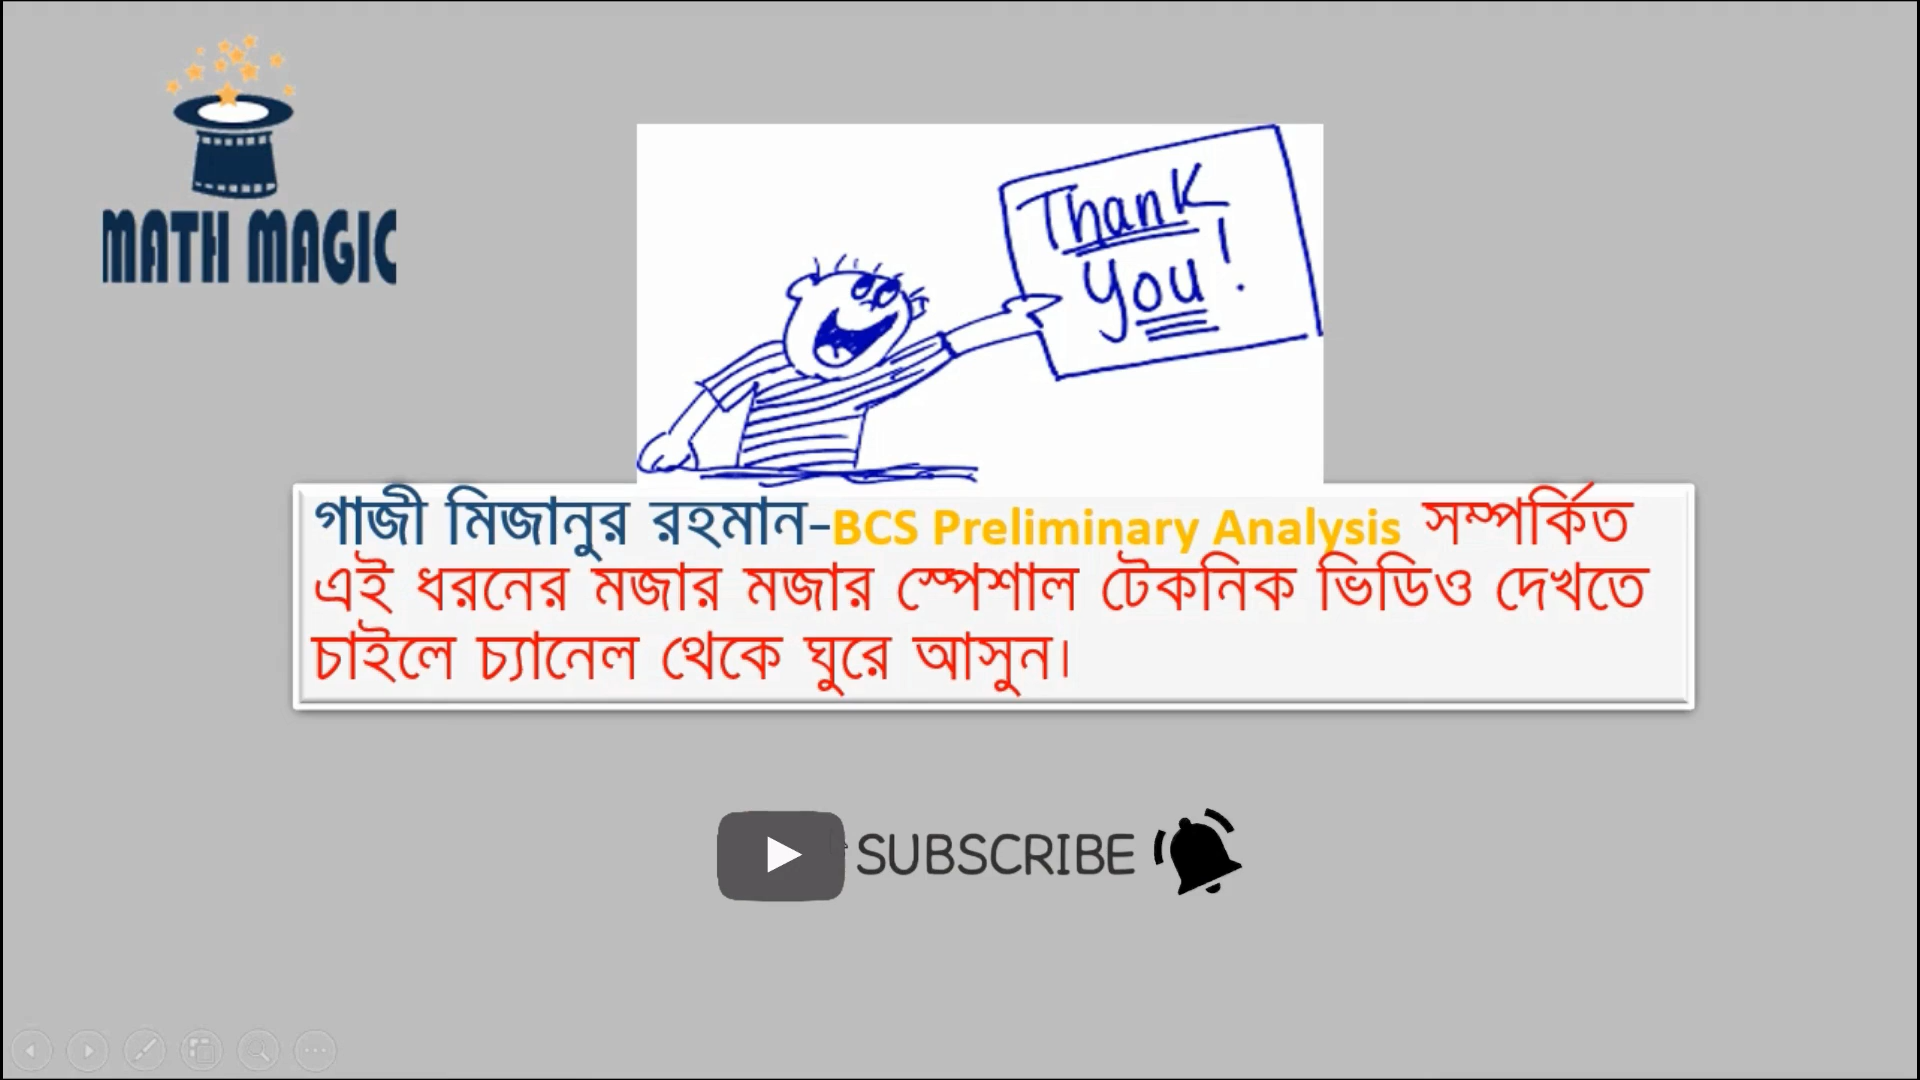 MATH MAGIC
Thank
You!
গাজী মিজানুর রহমান-BCS Preliminary Analysis সম্পর্কিত
এই ধরনের মজার মজার স্পেশাল টেকনিক ভিডিও দেখতে
চাইলে চ্যানেল থেকে ঘুরে আসুন।
SUBSCRIBE